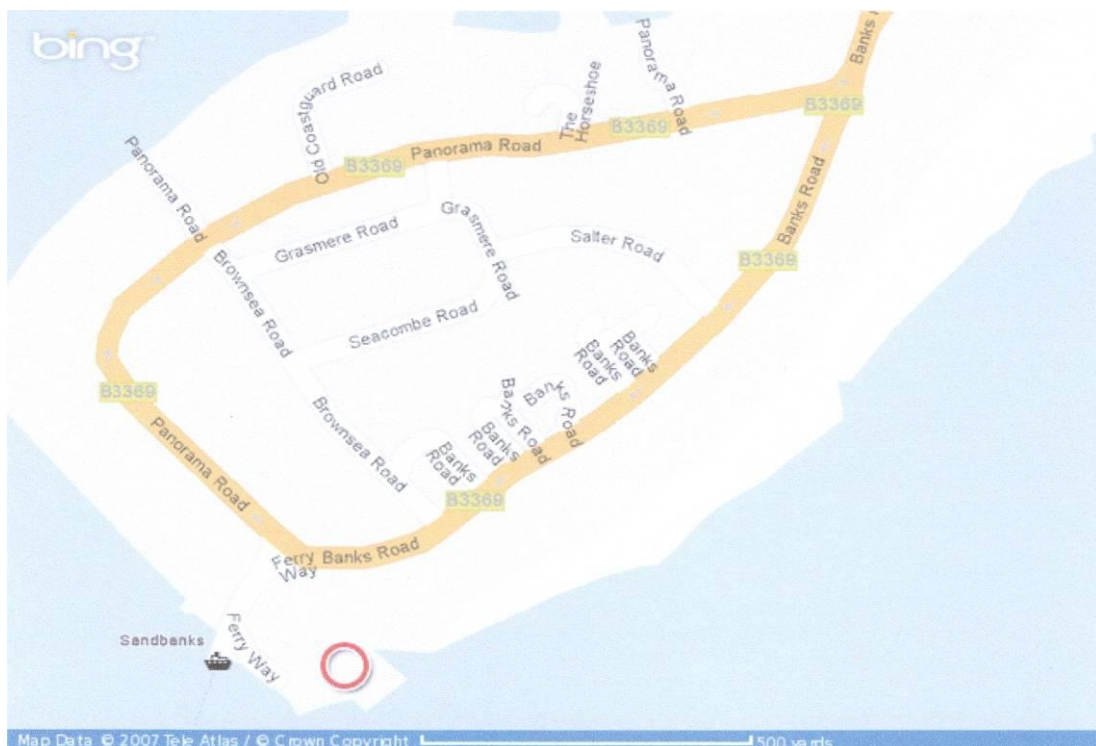 bing
Banks
Old Coastguard Road
The Horseshoe
Panorama Road
B3369
B3369
B3369
Panorama Road
Panorama Road
Banks Road
Grasmere Road
Grasmere Road
Salter Road
B3369
Brownsea Road
Seacombe Road
Banks Road
Banks Road
B3369
Banks Road
Banks Road
Brownsea Road
Banks Road
Banks Road
Panorama Road
B3369
Ferry Way
Banks Road
Sandbanks
Ferry Way
Map Data © 2007 Tele Atlas / © Crown Copyright
500 yards